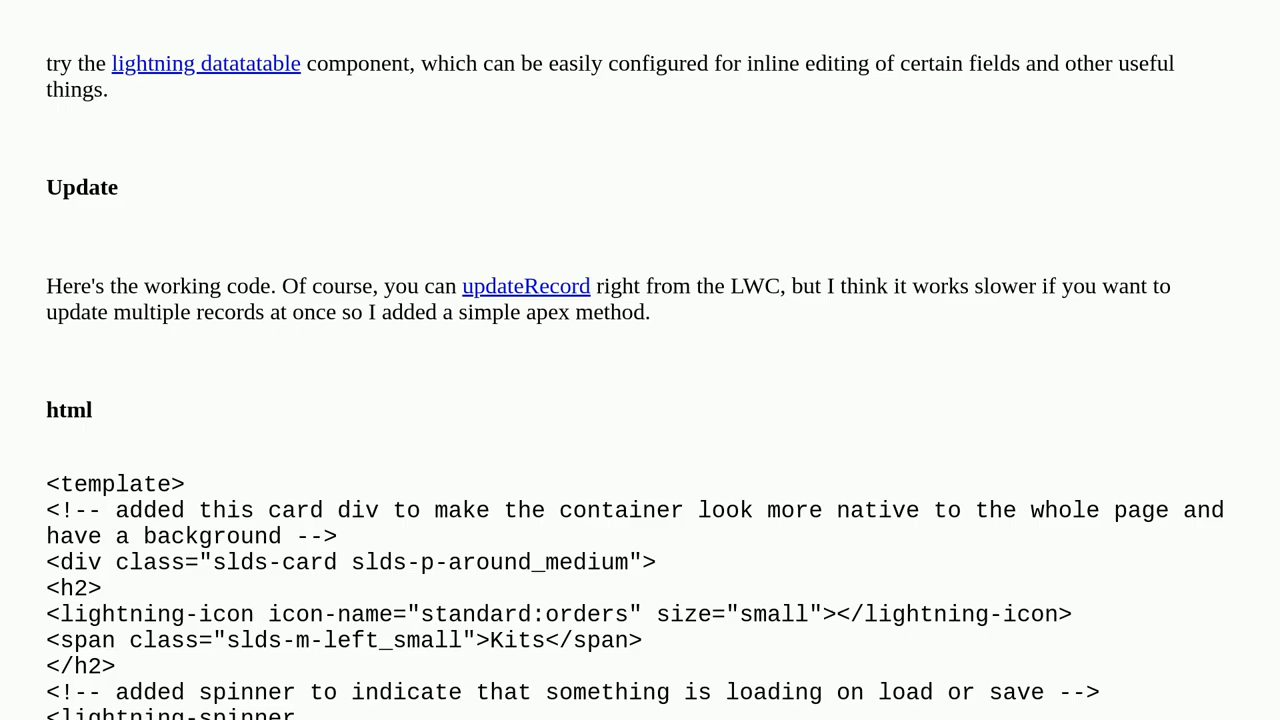 try the lightning datatatable component, which can be easily configured for inline editing of certain fields and other useful
things.
Update
Here's the working code. Of course, you can updateRecord right from the LWC, but I think it works slower if you want to
update multiple records at once so I added a simple apex method.
html
<template>
<!-- added this card div to make the container look more native to the whole page and
have a background -->
<div class="slds-card slds-p-around_medium">
<h2>
<lightning-icon icon-name="standard:orders" size="small"></lightning-icon>
<span class="slds-m-left_small">Kits</span>
</h2>
<!-- added spinner to indicate that something is loading on load or save -->
<lightning-spinner